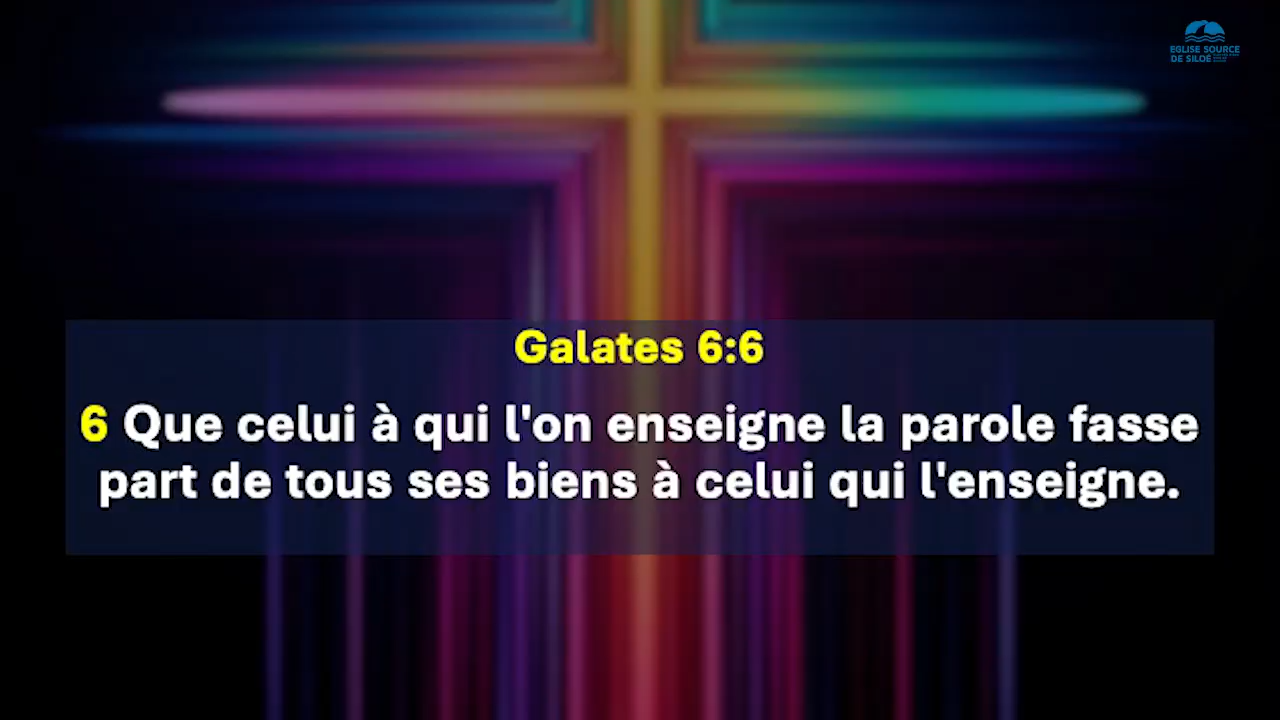 EGLISE SOURCE
DE SILOÉ
Galates 6:6
6 Que celui à qui l'on enseigne la parole fasse
part de tous ses biens à celui qui l'enseigne.